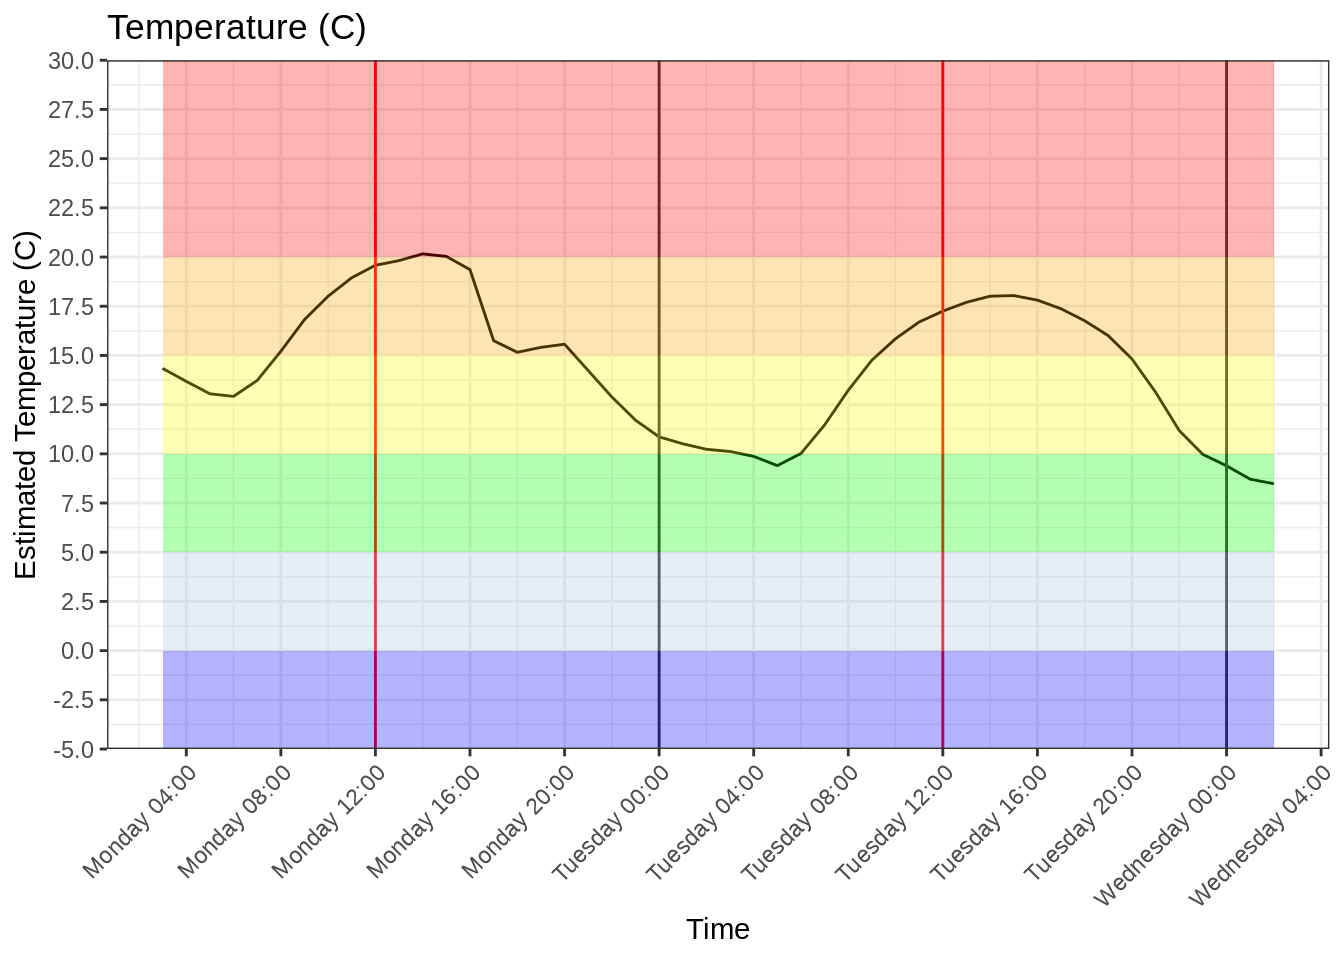 Temperature (C)
Estimated Temperature (C)
30.0
27.5
25.0
22.5
20.0
17.5
15.0
12.5
10.0
7.5
5.0
2.5
0.0
-2.5
-5.0
Monday 04:00
Monday 08:00
Monday 12:00
Monday 16:00
Monday 20:00
Tuesday 00:00
Tuesday 04:00
Tuesday 08:00
Tuesday 12:00
Tuesday 16:00
Tuesday 20:00
Wednesday 00:00
Wednesday 04:00
Time